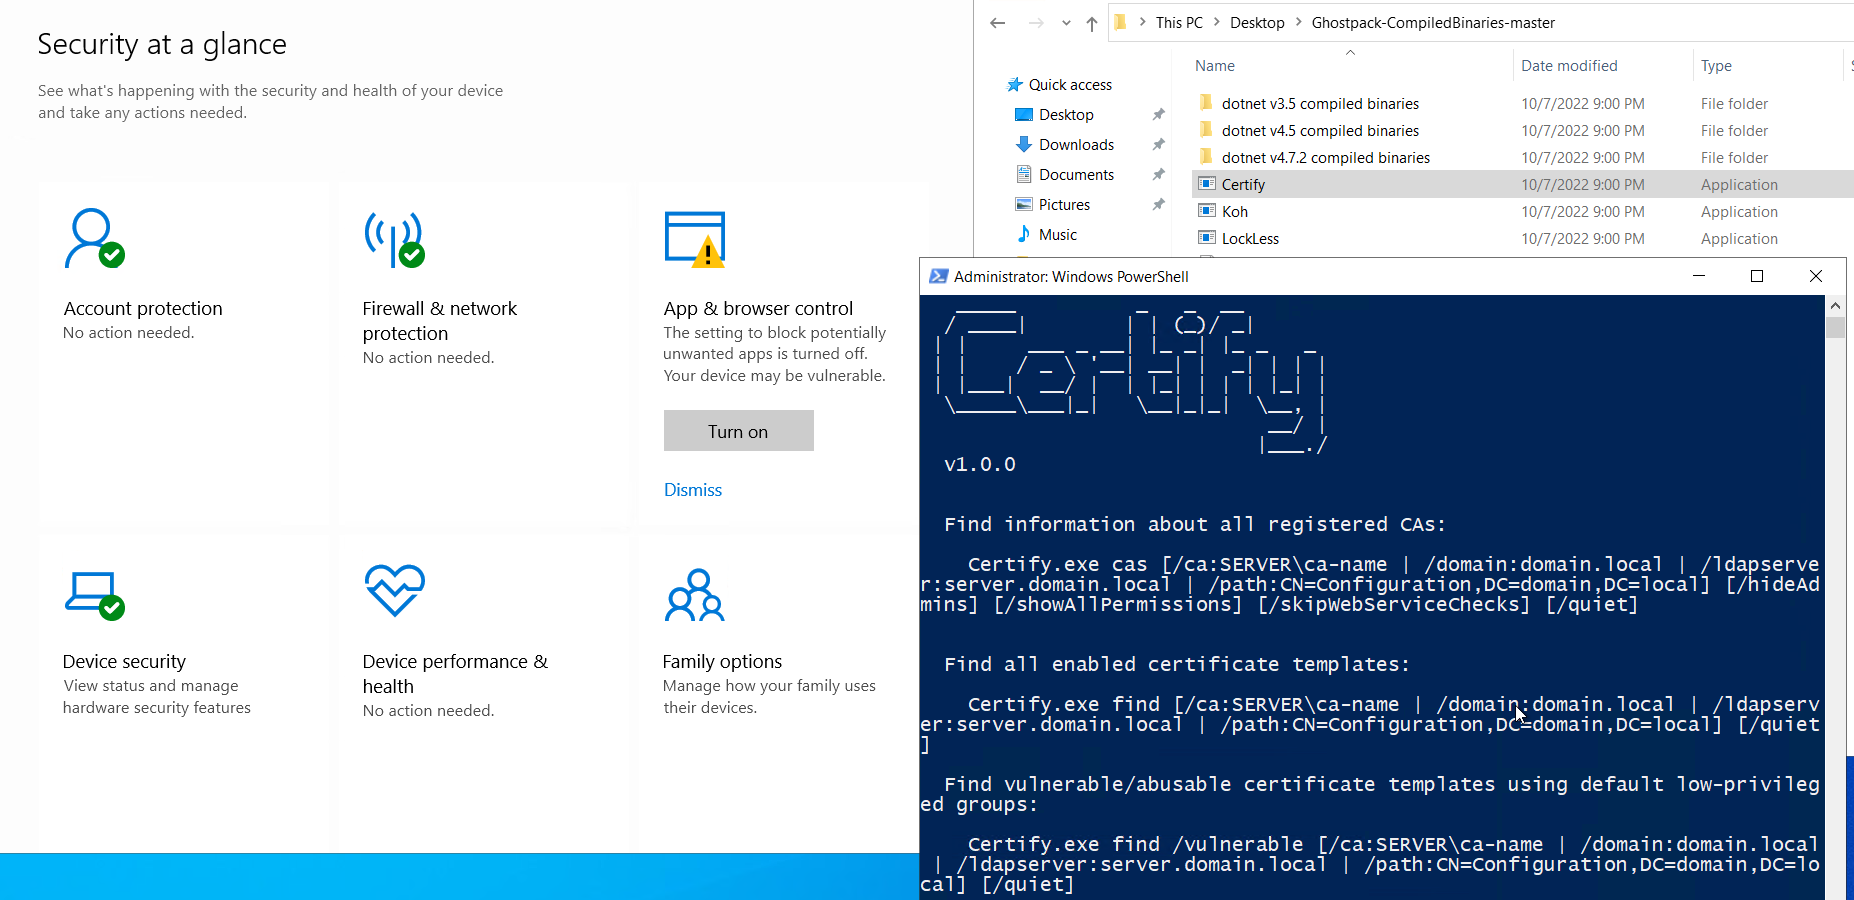 Security at a glance
See what's happening with the security and health of your device
and take any actions needed.
Account protection
No action needed.
Firewall & network
protection
No action needed.
App & browser control
The setting to block potentially
unwanted apps is turned off.
Your device may be vulnerable.
Turn on
Dismiss
Device security
View status and manage
hardware security features
Device performance &
health
No action needed.
Family options
Manage how your family uses
their devices.
This PC > Desktop > Ghostpack-CompiledBinaries-master
Name Date modified Type
Quick access
Desktop
Downloads
Documents
Pictures
Music
dotnet v3.5 compiled binaries 10/7/2022 9:00 PM File folder
dotnet v4.5 compiled binaries 10/7/2022 9:00 PM File folder
dotnet v4.7.2 compiled binaries 10/7/2022 9:00 PM File folder
Certify 10/7/2022 9:00 PM Application
Koh 10/7/2022 9:00 PM Application
LockLess 10/7/2022 9:00 PM Application
Administrator: Windows PowerShell
Certify
v1.0.0
Find information about all registered CAs:
Certify.exe cas [/ca:SERVER\ca-name | /domain:domain.local | /ldapserve
r:server.domain.local | /path:CN=Configuration,DC=domain,DC=local] [/hideAd
mins] [/showAllPermissions] [/skipWebServiceChecks] [/quiet]
Find all enabled certificate templates:
Certify.exe find [/ca:SERVER\ca-name | /domain:domain.local | /ldapserv
er:server.domain.local | /path:CN=Configuration,DC=domain,DC=local] [/quiet
]
Find vulnerable/abusable certificate templates using default low-privileg
ed groups:
Certify.exe find /vulnerable [/ca:SERVER\ca-name | /domain:domain.local
| /ldapserver:server.domain.local | /path:CN=Configuration,DC=domain,DC=lo
cal] [/quiet]